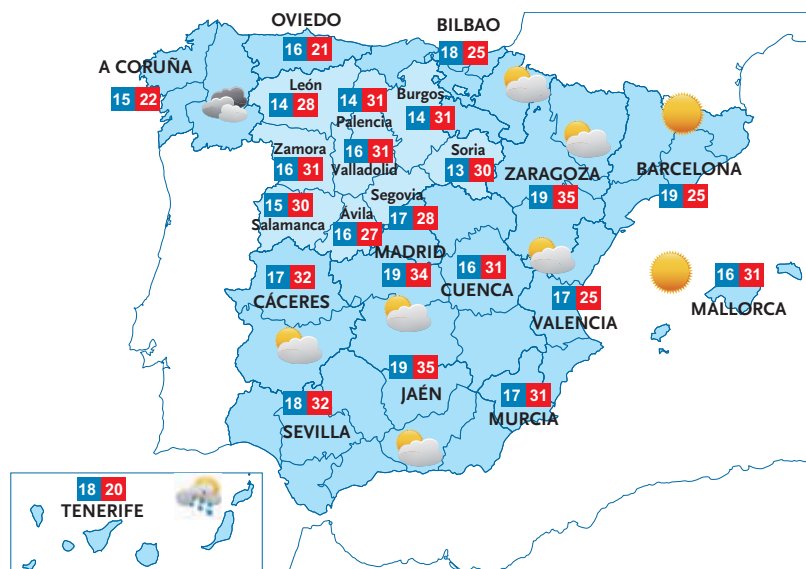 OVIEDO
16 21
BILBAO
18 25
A CORUÑA
15 22
León
14 28
14 31
Palencia
Burgos
14 31
Zamora
16 31
16 31
Valladolid
Soria
13 30
ZARAGOZA
19 35
BARCELONA
19 25
15 30
Salamanca
Segovia
17 28
Ávila
16 27
MADRID
19 34
16 31
CUENCA
17 32
CÁCERES
17 25
VALENCIA
16 31
MALLORCA
19 35
JAÉN
18 32
SEVILLA
17 31
MURCIA
18 20
TENERIFE